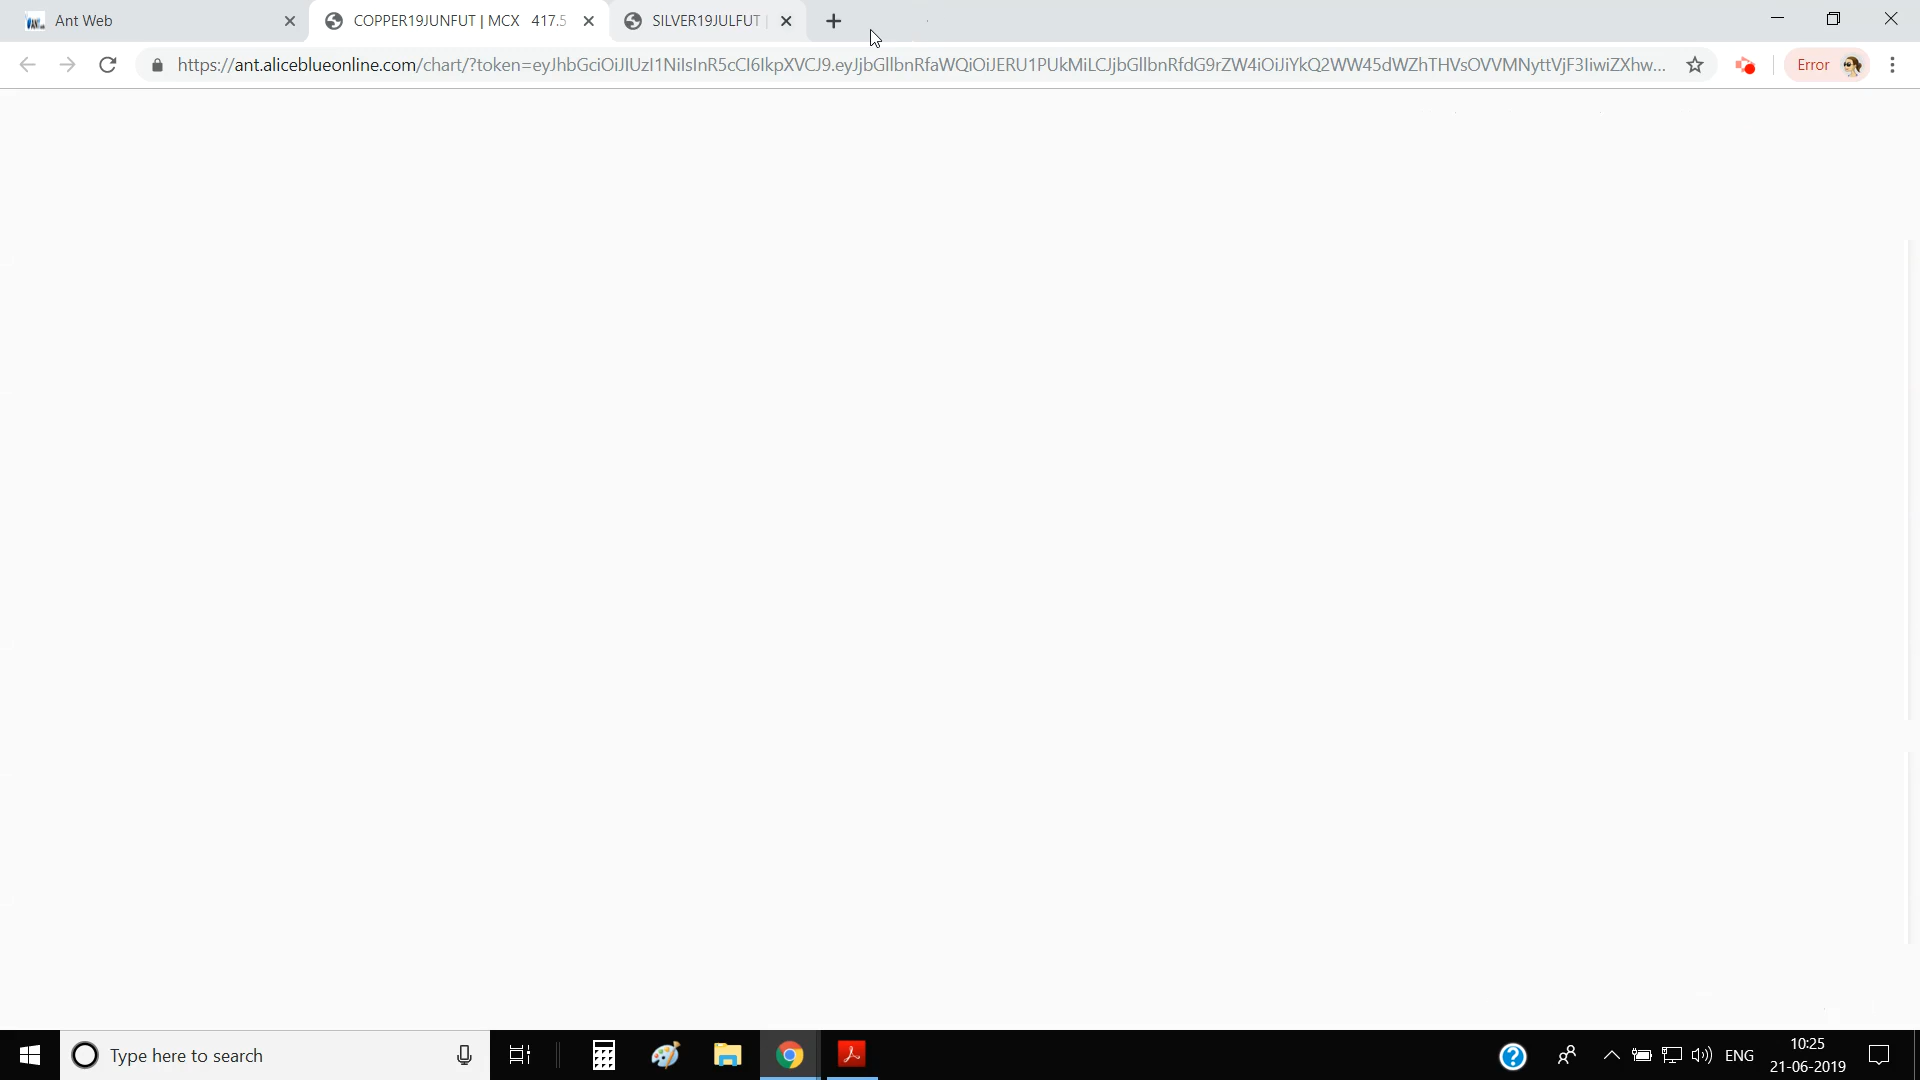 Ant Web
COPPER19JUNFUT | MCX 417.5
SILVER19JULFUT |
https://ant.aliceblueonline.com/chart/?token=eyJhbGciOiJIUzI1NiIsInR5cCI6IkpXVCJ9.eyJjbGllbnRfaWQiOiJERU1PUkMiLCJjbGllbnRfdG9rZW4iOiJiYkQ2WW45dWZhTHVsOVVMNyttVjF3IiwiZXhw...
Error
Type here to search
ENG
10:25
21-06-2019